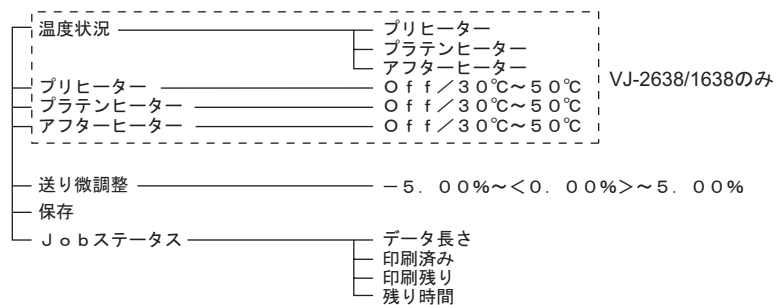 温度状況 プリヒーター
プラテンヒーター
アフターヒーター
プリヒーター Ｏｆｆ／３０℃～５０℃ VJ-2638/1638のみ
プラテンヒーター Ｏｆｆ／３０℃～５０℃
アフターヒーター Ｏｆｆ／３０℃～５０℃
送り微調整 －５．００％～＜０．００％＞～５．００％
保存
Ｊｏｂステータス データ長さ
印刷済み
印刷残り
残り時間